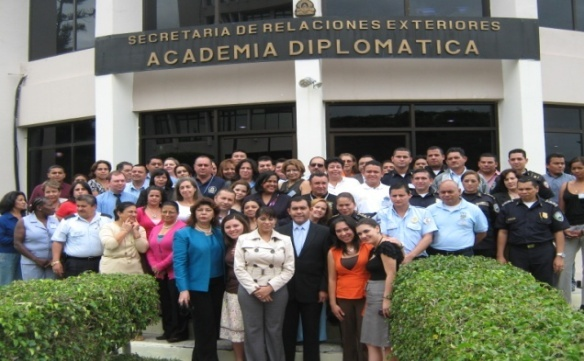 SECRETARIA DE RELACIONES EXTERIORES
ACADEMIA DIPLOMATICA